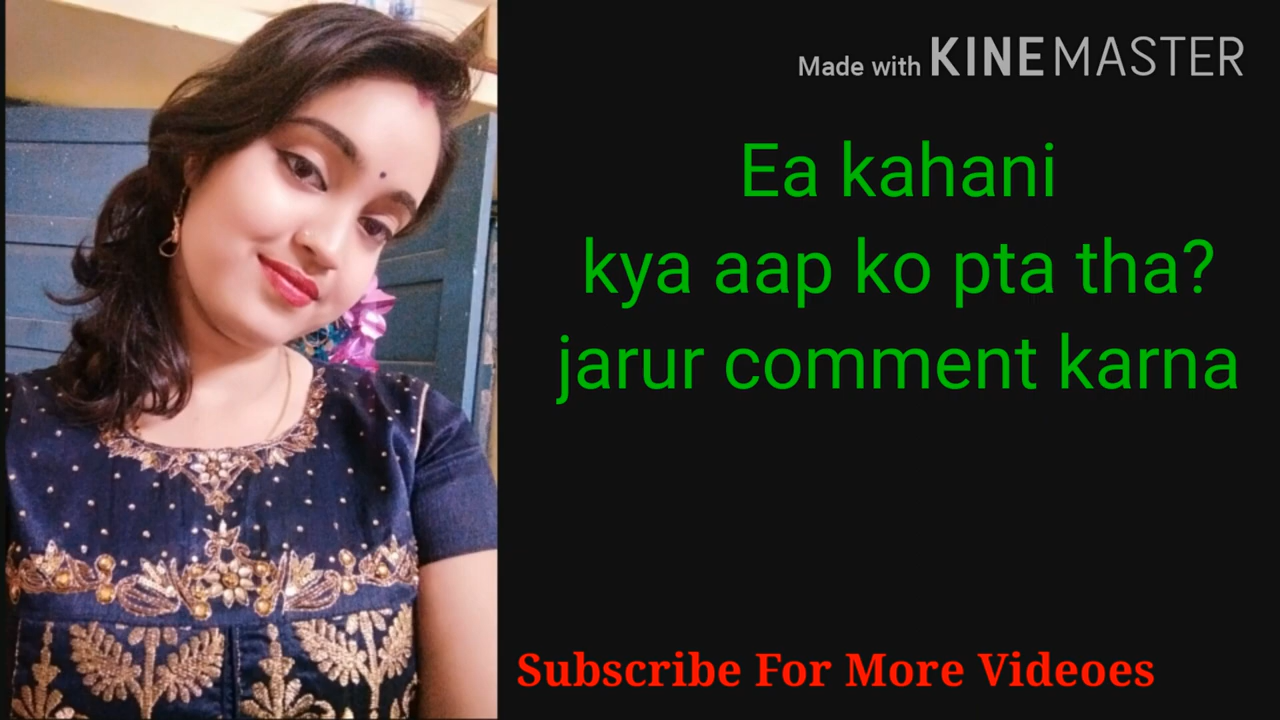 Made with KINEMASTER
Ea kahani
kya aap ko pta tha?
jarur comment karna
Subscribe For More Videoes